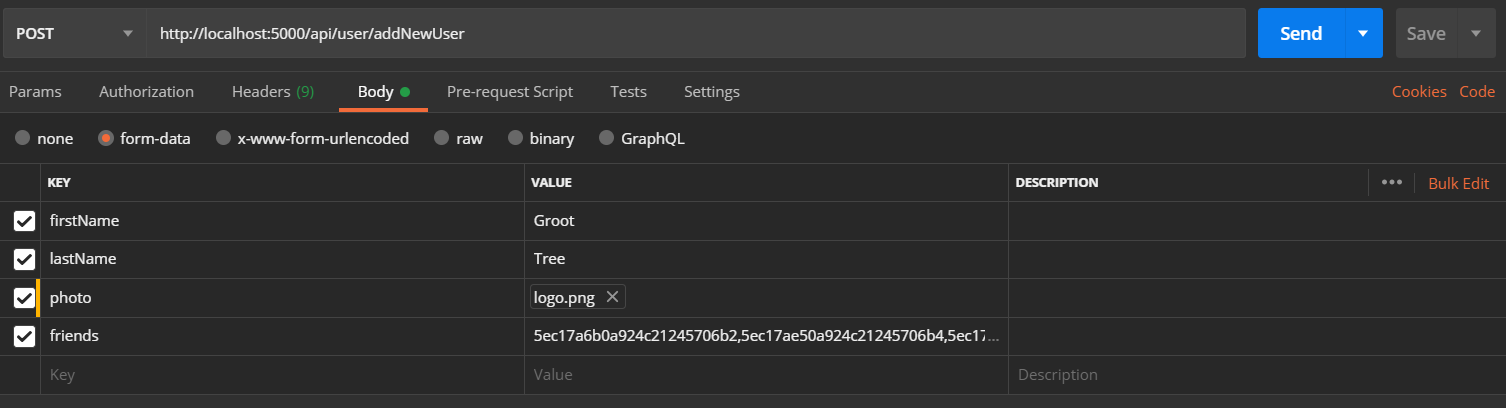 POST http://localhost:5000/api/user/addNewUser Send Save
Params Authorization Headers (9) Body Pre-request Script Tests Settings Cookies Code
none form-data x-www-form-urlencoded raw binary GraphQL
KEY VALUE DESCRIPTION ••• Bulk Edit
firstName Groot
lastName Tree
photo logo.png
friends 5ec17a6b0a924c21245706b2,5ec17ae50a924c21245706b4,5ec17...
Key Value Description